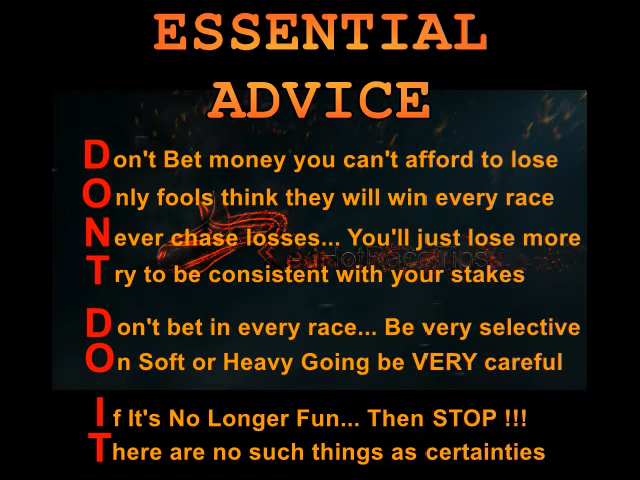 ESSENTIAL
ADVICE
Don't Bet money you can't afford to lose
Only fools think they will win every race
Never chase losses... You'll just lose more
Try to be consistent with your stakes
Don't bet in every race... Be very selective
On Soft or Heavy Going be VERY careful
If It's No Longer Fun... Then STOP !!!
There are no such things as certainties